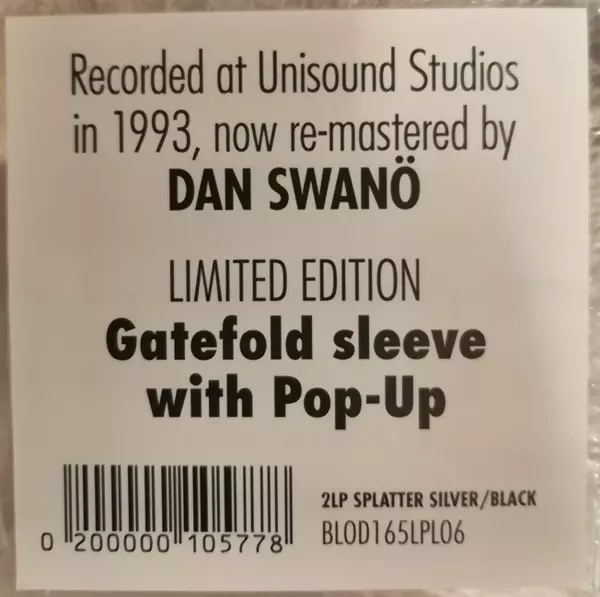 Recorded at Unisound Studios
in 1993, now re-mastered by
DAN SWANÖ
LIMITED EDITION
Gatefold sleeve
with Pop-Up
2LP SPLATTER SILVER/BLACK
BLOD165LPL06
0 200000 105778